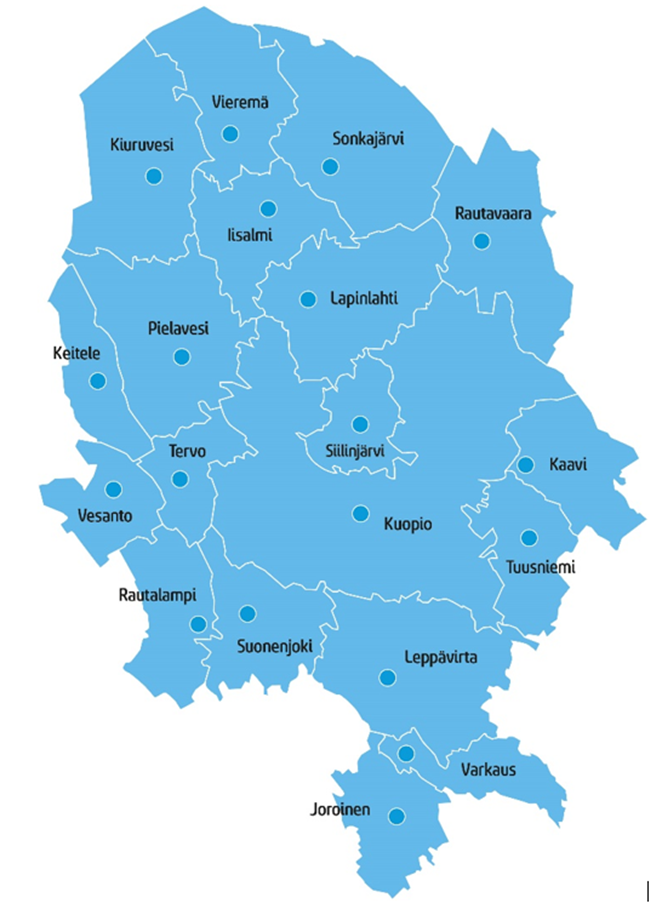 Vieremä
Kiuruvesi
Sonkajärvi
Rautavaara
Iisalmi
Lapinlahti
Pielavesi
Keitele
Siilinjärvi
Tervo
Kaavi
Vesanto
Kuopio
Tuusniemi
Rautalampi
Suonenjoki
Leppävirta
Varkaus
Joroinen